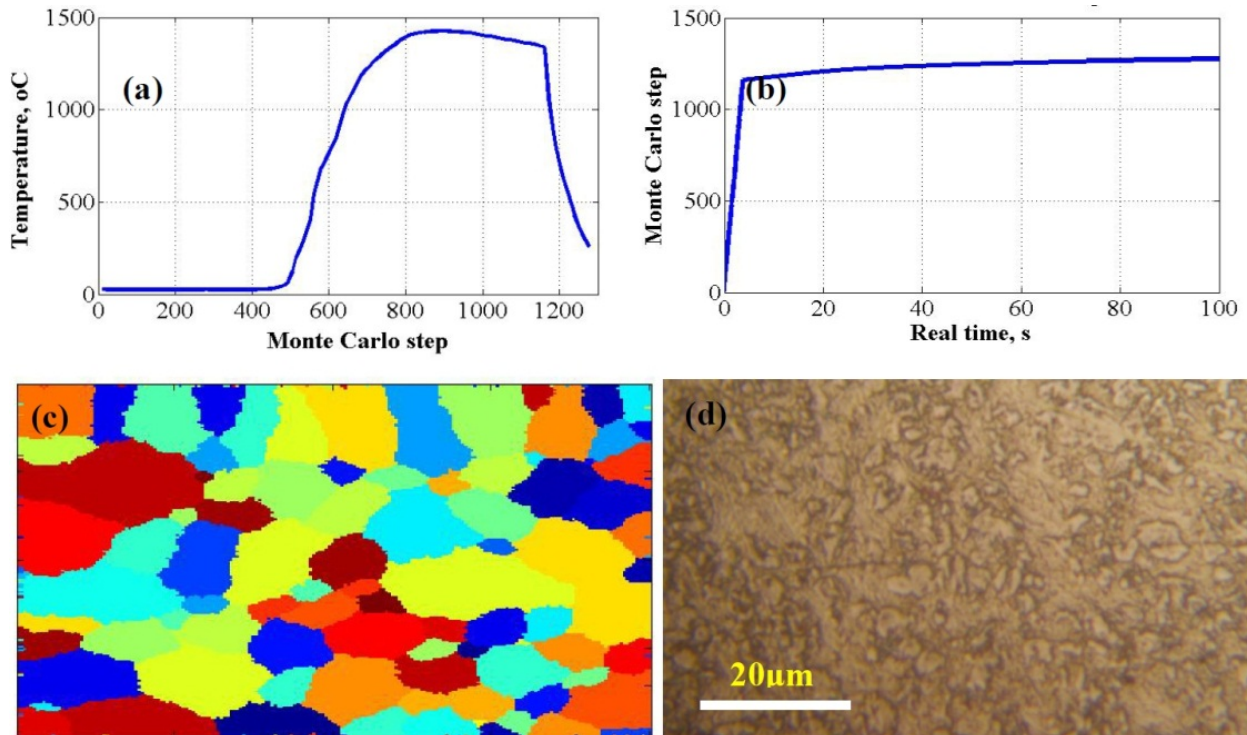 1500
1000
500
0
Temperature, oC
(a)
0 200 400 600 800 1000 1200
Monte Carlo step
1500
1000
500
0
Monte Carlo step
(b)
0 20 40 60 80 100
Real time, s
(c)
(d)
20µm